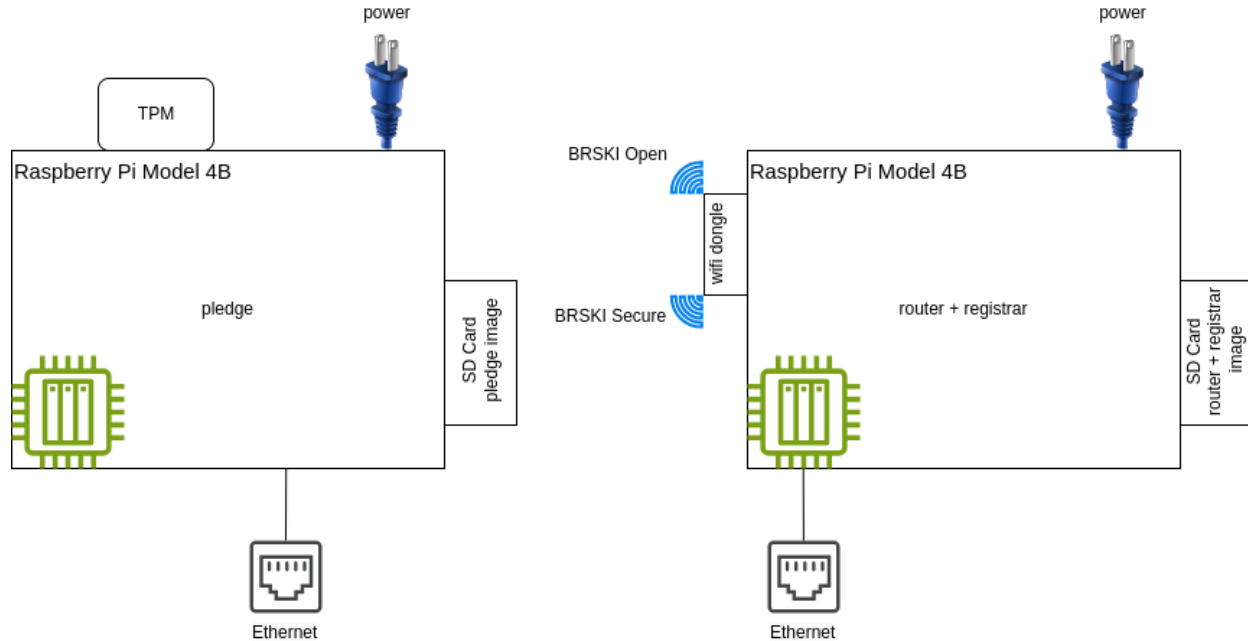 power
power
TPM
BRSKI Open
Raspberry Pi Model 4B
Raspberry Pi Model 4B
wifi dongle
pledge
BRSKI Secure
router + registrar
SD Card
pledge image
SD Card
router + registrar
image
Ethernet
Ethernet